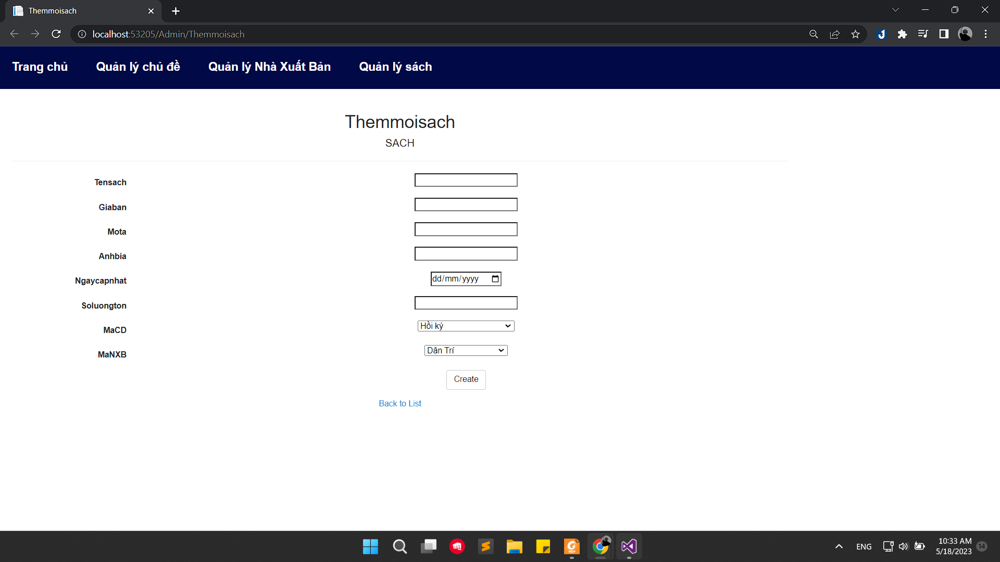 Themmoisach
localhost:53205/Admin/Themmoisach
Trang chủ Quản lý chủ đề Quản lý Nhà Xuất Bản Quản lý sách
Themmoisach
SACH
Tensach
Giaban
Mota
Anhbia
Ngaycapnhat dd/mm/yyyy
Soluongton
MaCD Hồi ký
MaNXB Dân Trí
Create
Back to List
ENG
10:33 AM
5/18/2023
14
PDF